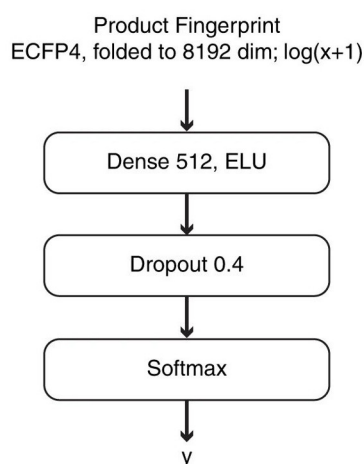 Product Fingerprint
ECFP4, folded to 8192 dim; log(x+1)
Dense 512, ELU
Dropout 0.4
Softmax
y